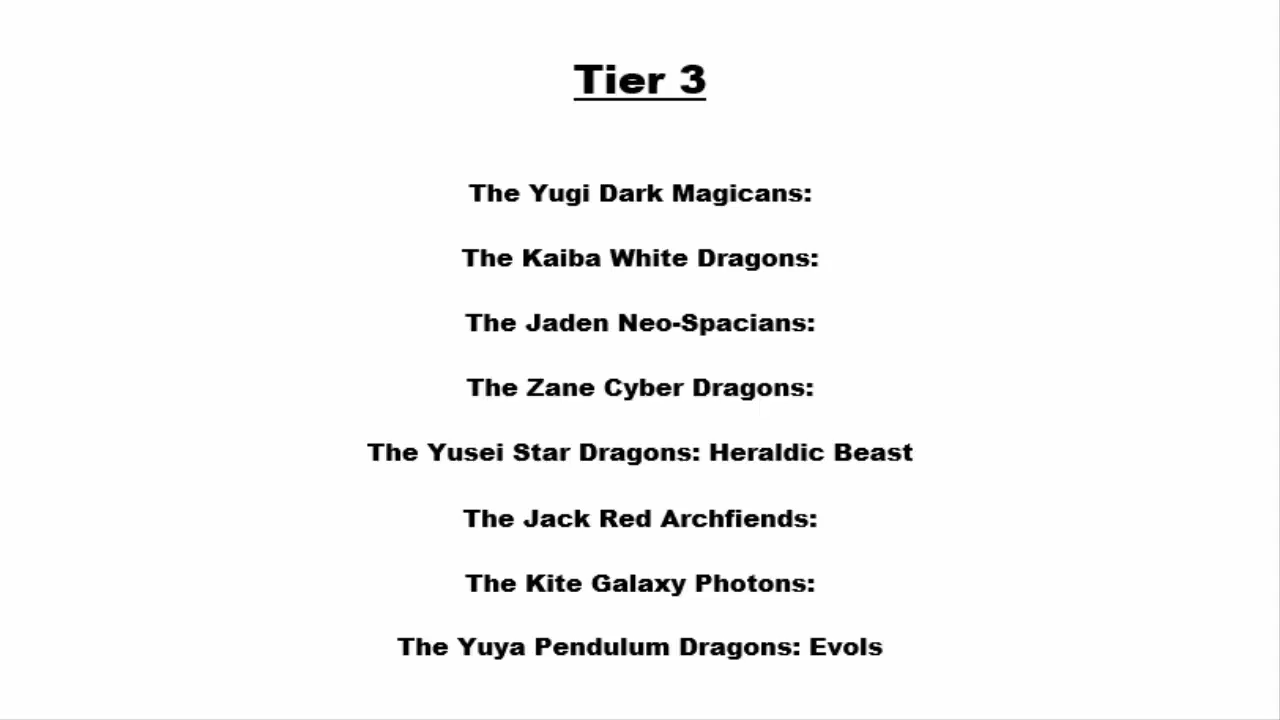 Tier 3
The Yugi Dark Magicans:
The Kaiba White Dragons:
The Jaden Neo-Spacians:
The Zane Cyber Dragons:
The Yusei Star Dragons: Heraldic Beast
The Jack Red Archfiends:
The Kite Galaxy Photons:
The Yuya Pendulum Dragons: Evols